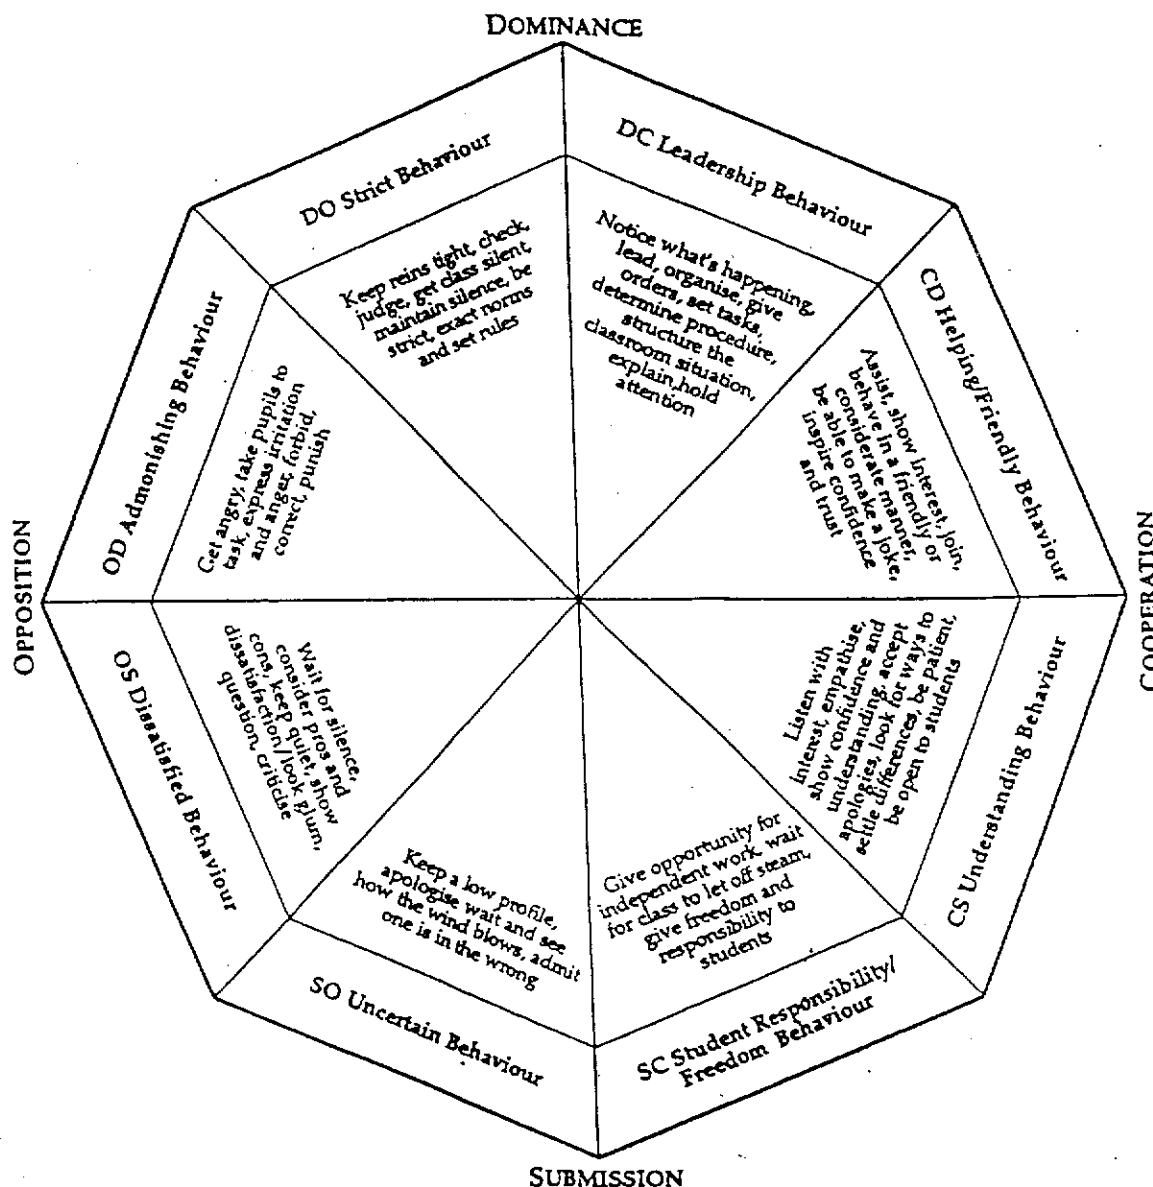 DOMINANCE
DO Strict Behaviour
Keep reins tight, check,
judge, get class silent,
maintain silence, be
strict, exact norms
and set rules
DC Leadership Behaviour
Notice what's happening,
lead, organise, give
orders, set tasks,
determine procedure,
structure the
classroom situation,
explain,hold
attention
CD Helping/Friendly Behaviour
Assist, show interest, join,
behave in a friendly or
considerate manner,
be able to make a joke,
inspire confidence
and trust
COOPERATION
CS Understanding Behaviour
Listen with
interest, empathise,
show confidence and
understanding, accept
apologies, look for ways to
settle differences, be patient,
be open to students
SC Student Responsibility/
Freedom Behaviour
Give opportunity for
independent work. wait
for class to let off steam,
give freedom and
responsibility to
students
SUBMISSION
SO Uncertain Behaviour
Keep a low profile,
apologise wait and see
how the wind blows, admit
one is in the wrong
OS Dissatisfied Behaviour
Wait for silence,
consider pros and
cons, keep quiet, show
dissatisfaction/look glum,
question, criticise
OPPOSITION
OD Admonishing Behaviour
Get angry, take pupils to
task, express irritation
and anger, forbid,
correct, punish